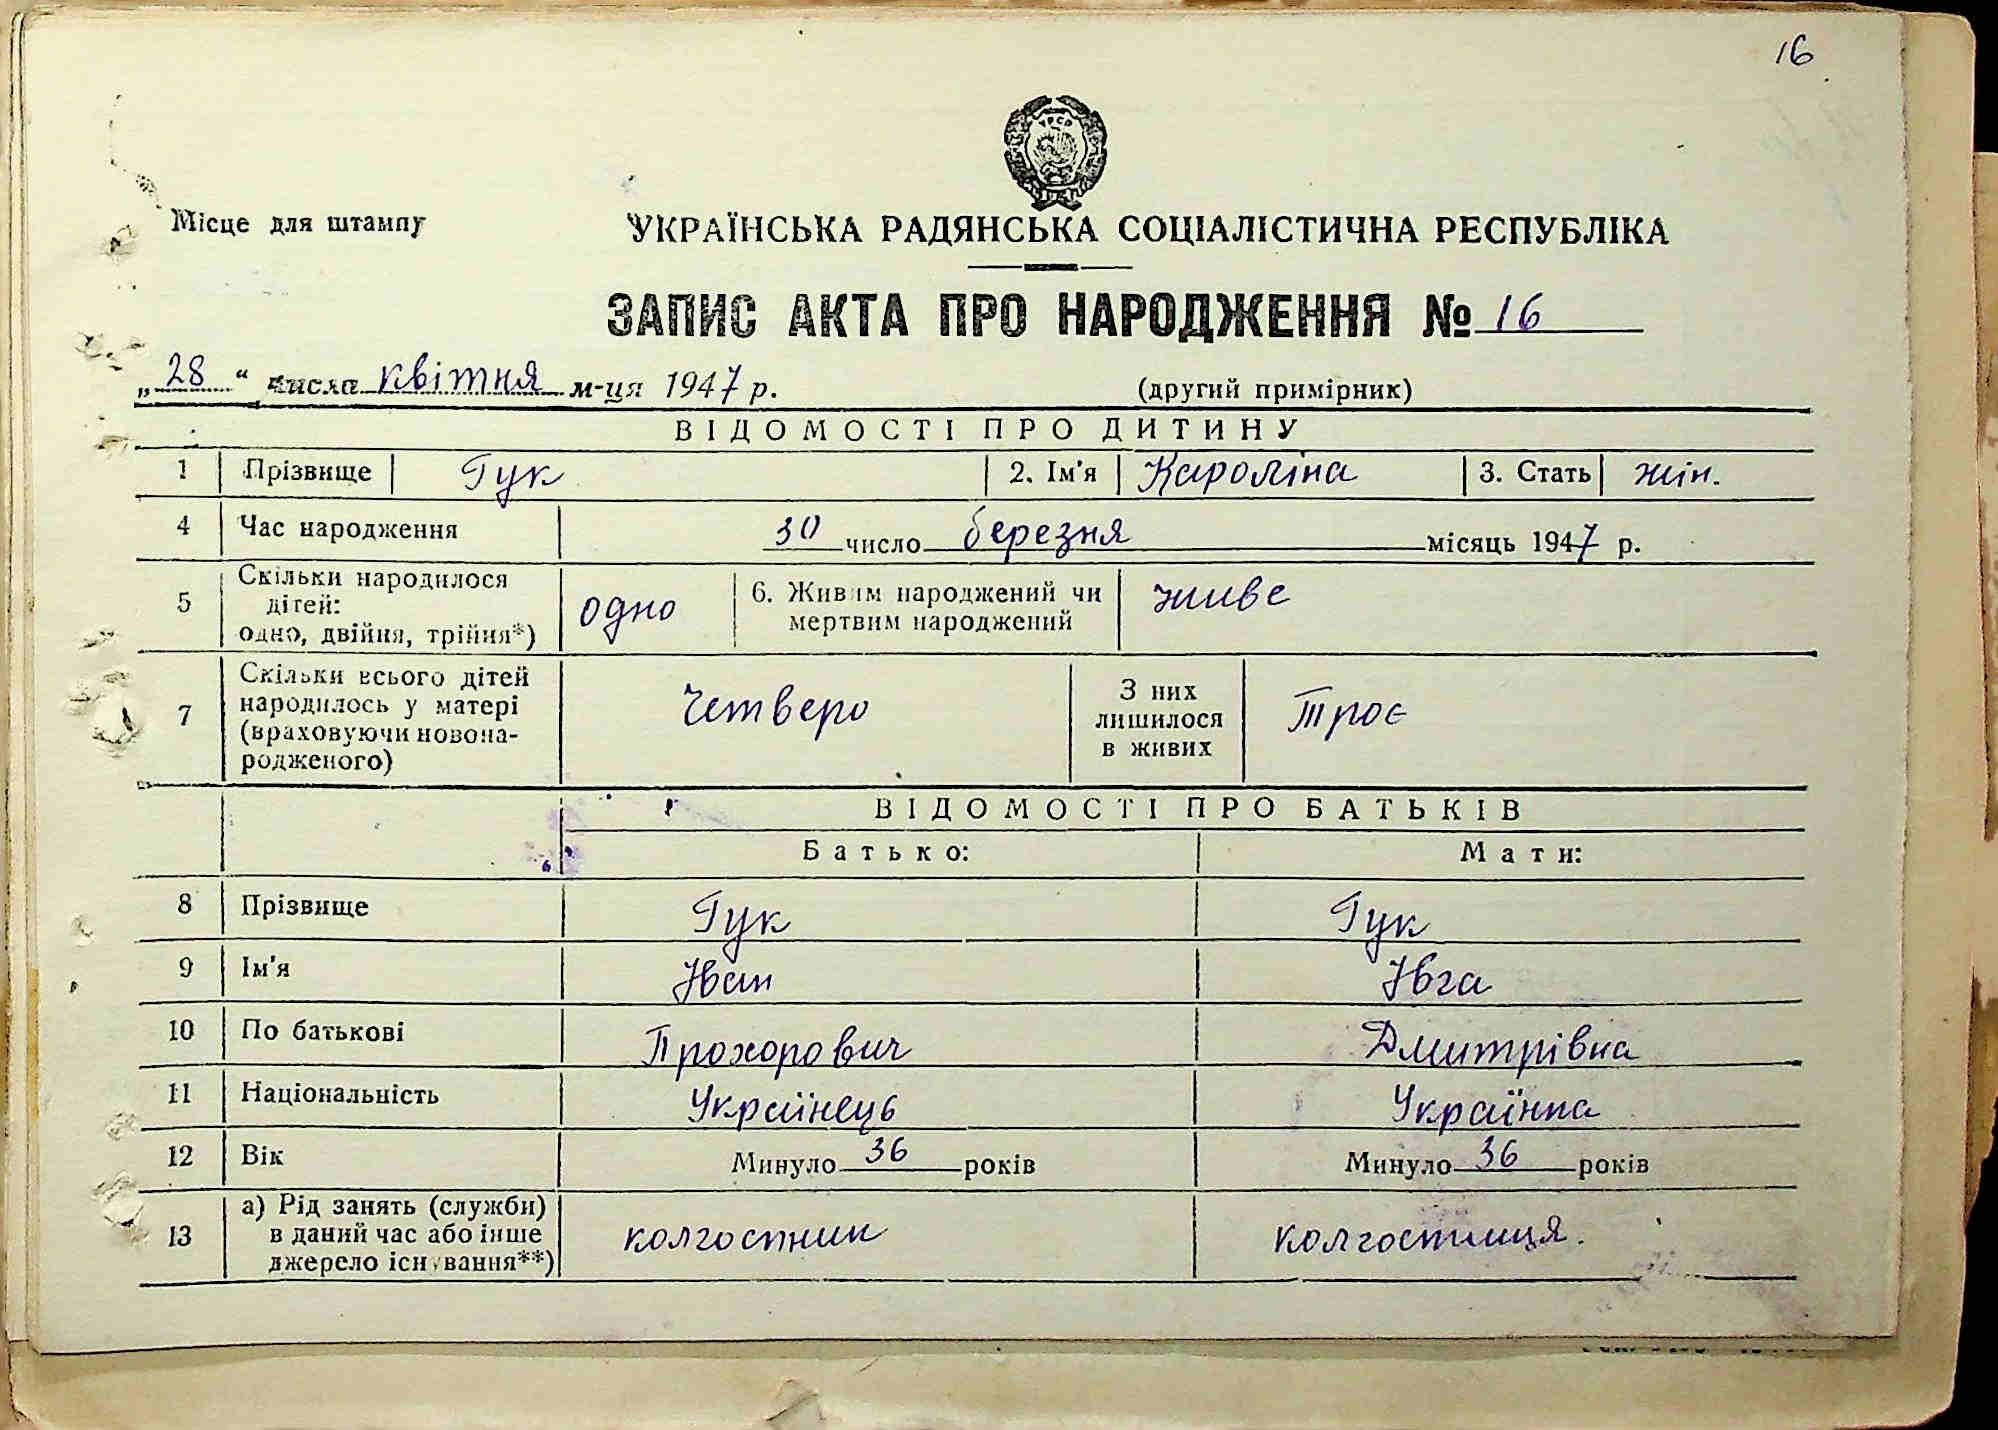 16
УРСР
Місце для штампу
УКРАЇНСЬКА РАДЯНСЬКА СОЦІАЛІСТИЧНА РЕСПУБЛІКА
ЗАПИС АКТА ПРО НАРОДЖЕННЯ № 16
„28“ числа квітня м-ця 1947 р. (другий примірник)
ВІДОМОСТІ ПРО ДИТИНУ
1 Прізвище Гук 2. Ім'я Кароліна 3. Стать жін.
4 Час народження 30 число березня місяць 1947 р.
5 Скільки народилося
дітей:
одно, двійня, трійня*) одно 6. Живим народжений чи
мертвим народжений живе
7 Скільки всього дітей
народилось у матері
(враховуючи новона-
родженого) Четверо З них
лишилося
в живих Троє
ВІДОМОСТІ ПРО БАТЬКІВ
Батько: Мати:
8 Прізвище Гук Гук
9 Ім'я Іван Івга
10 По батькові Прохорович Дмитрівна
11 Національність Українець Українка
12 Вік Минуло 36 років Минуло 36 років
13 а) Рід занять (служби)
в даний час або інше
джерело існування**) колгоспник колгоспниця.